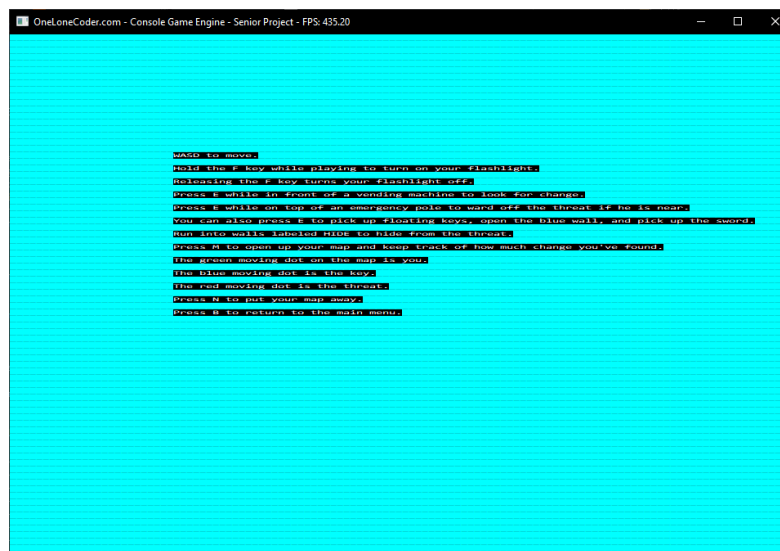 OneLoneCoder.com - Console Game Engine - Senior Project - FPS: 435.20
WASD to move.
Hold the F key while playing to turn on your flashlight.
Releasing the F key turns your flashlight off.
Press E while in front of a vending machine to look for change.
Press E while on top of an emergency pole to ward off the threat if he is near.
You can also press E to pick up floating keys, open the blue wall, and pick up the sword.
Run into walls labeled HIDE to hide from the threat.
Press M to open up your map and keep track of how much change you've found.
The green moving dot on the map is you.
The blue moving dot is the key.
The red moving dot is the threat.
Press N to put your map away.
Press B to return to the main menu.